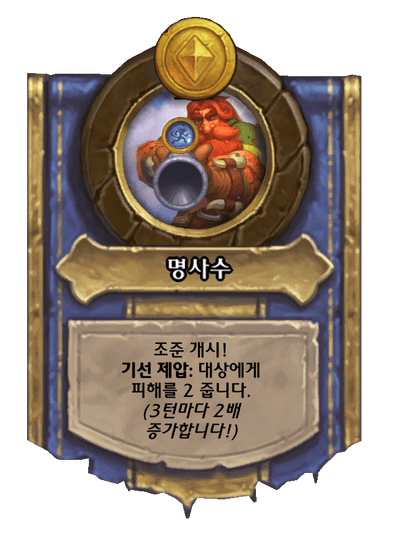 명사수
조준 개시!
기선 제압: 대상에게
피해를 2 줍니다.
(3턴마다 2배
증가합니다!)